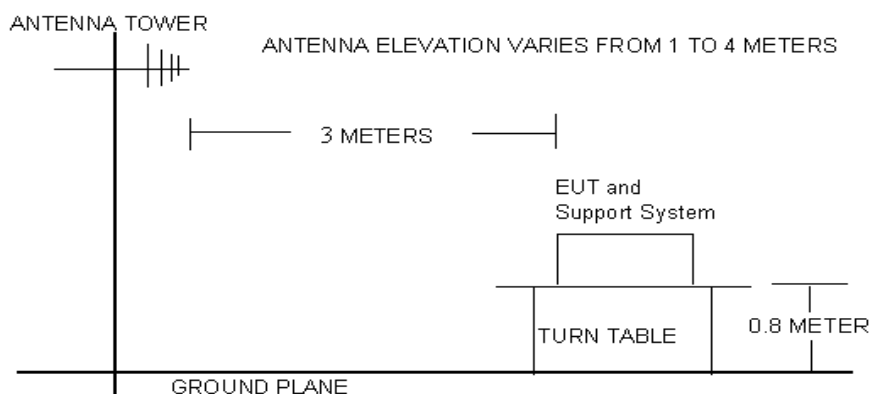 ANTENNA TOWER
ANTENNA ELEVATION VARIES FROM 1 TO 4 METERS
3 METERS
EUT and
Support System
TURN TABLE
0.8 METER
GROUND PLANE